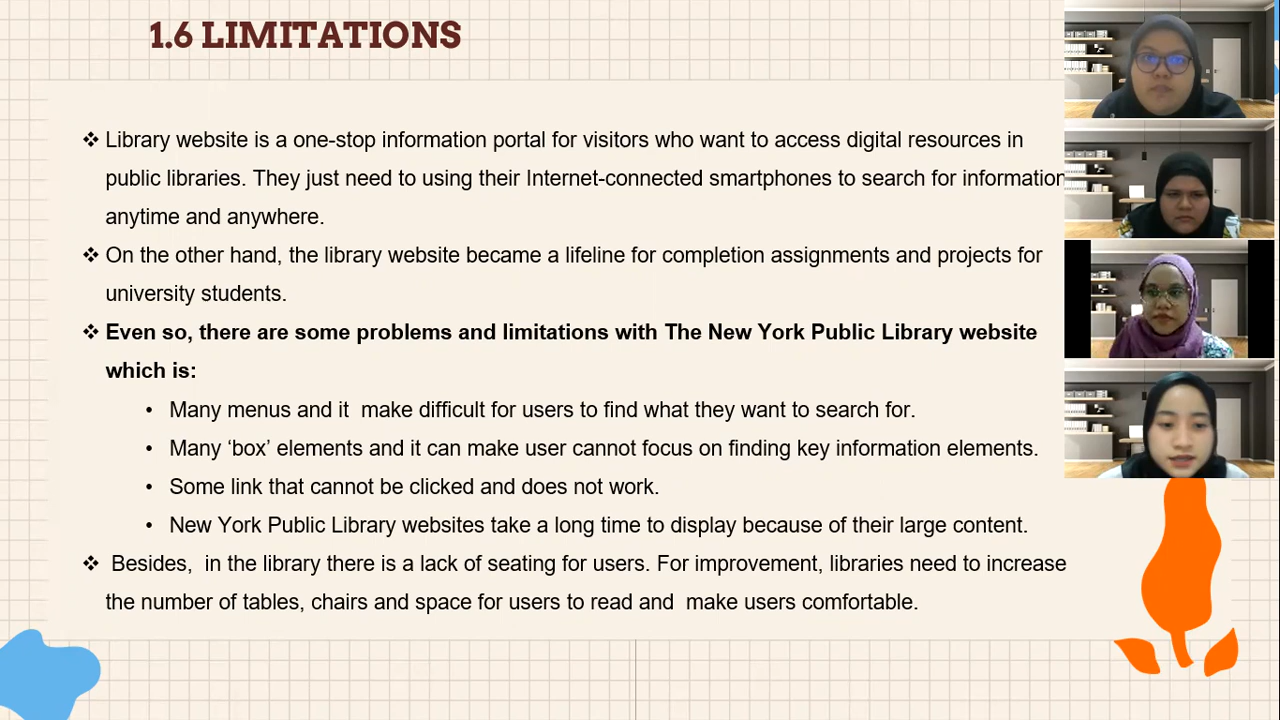 1.6 LIMITATIONS
❖ Library website is a one-stop information portal for visitors who want to access digital resources in
public libraries. They just need to using their Internet-connected smartphones to search for information
anytime and anywhere.
❖ On the other hand, the library website became a lifeline for completion assignments and projects for
university students.
❖ Even so, there are some problems and limitations with The New York Public Library website
which is:
• Many menus and it  make difficult for users to find what they want to search for.
• Many ‘box’ elements and it can make user cannot focus on finding key information elements.
• Some link that cannot be clicked and does not work.
• New York Public Library websites take a long time to display because of their large content.
❖ Besides,  in the library there is a lack of seating for users. For improvement, libraries need to increase
the number of tables, chairs and space for users to read and  make users comfortable.